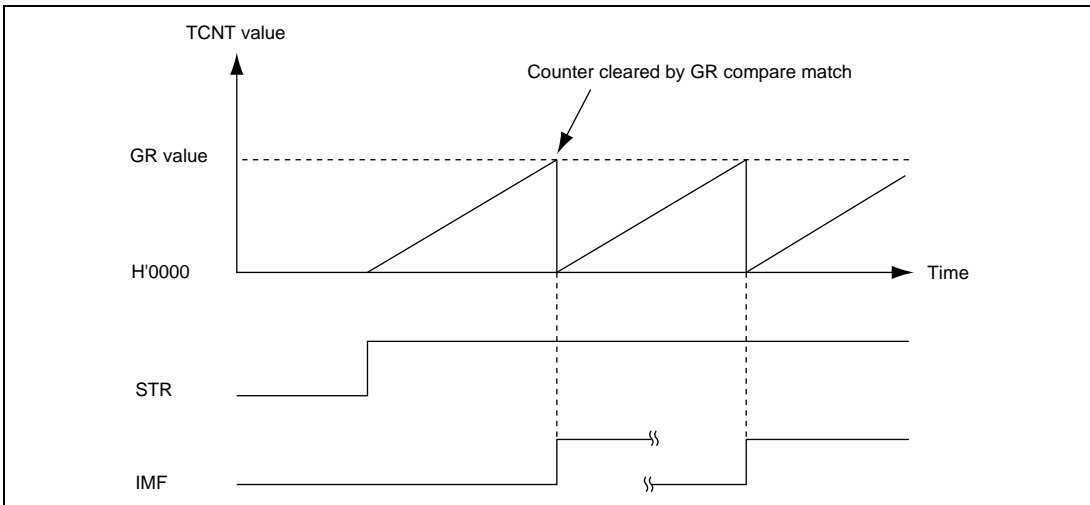 TCNT value
Counter cleared by GR compare match
GR value
H'0000
Time
STR
IMF